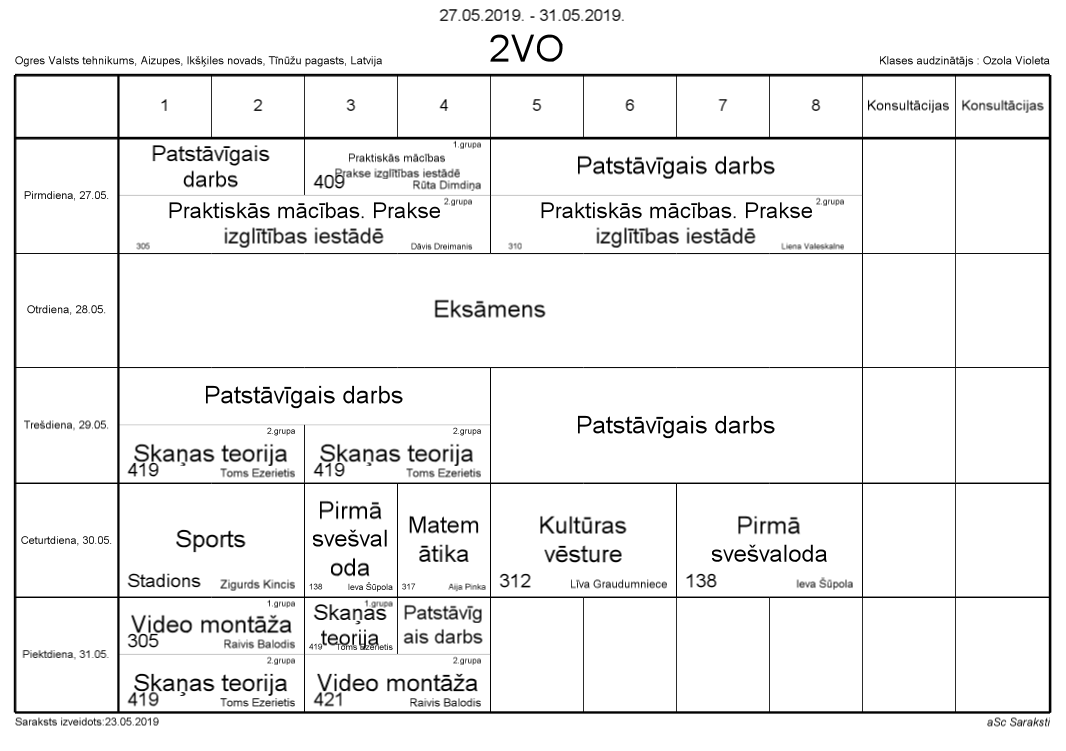 27.05.2019. - 31.05.2019.
2VO
Ogres Valsts tehnikums, Aizupes, Ikšķiles novads, Tīnūžu pagasts, Latvija
Klases audzinātājs : Ozola Violeta
1 2 3 4 5 6 7 8 Konsultācijas Konsultācijas
Pirmdiena, 27.05.
Patstāvīgais
darbs
1.grupa
Praktiskās mācības
Prakse izglītības iestādē
409 Rūta Dimdiņa
Patstāvīgais darbs
2.grupa
Praktiskās mācības. Prakse
izglītības iestādē
305 Dāvis Dreimanis
2.grupa
Praktiskās mācības. Prakse
izglītības iestādē
310 Liena Valeskalne
Otrdiena, 28.05.
Eksāmens
Trešdiena, 29.05.
Patstāvīgais darbs
Patstāvīgais darbs
2.grupa
Skaņas teorija
419 Toms Ezerietis
2.grupa
Skaņas teorija
419 Toms Ezerietis
Ceturtdiena, 30.05.
Sports
Stadions Zigurds Kincis
Pirmā
svešval
oda
138 Ieva Šūpola
Matem
ātika
317 Aija Pinka
Kultūras
vēsture
312 Līva Graudumniece
Pirmā
svešvaloda
138 Ieva Šūpola
Piektdiena, 31.05.
1.grupa
Video montāža
305 Raivis Balodis
1.grupa
Skaņas
teorija
419 Toms Ezerietis
Patstāvīg
ais darbs
2.grupa
Skaņas teorija
419 Toms Ezerietis
2.grupa
Video montāža
421 Raivis Balodis
Saraksts izveidots:23.05.2019
aSc Saraksti